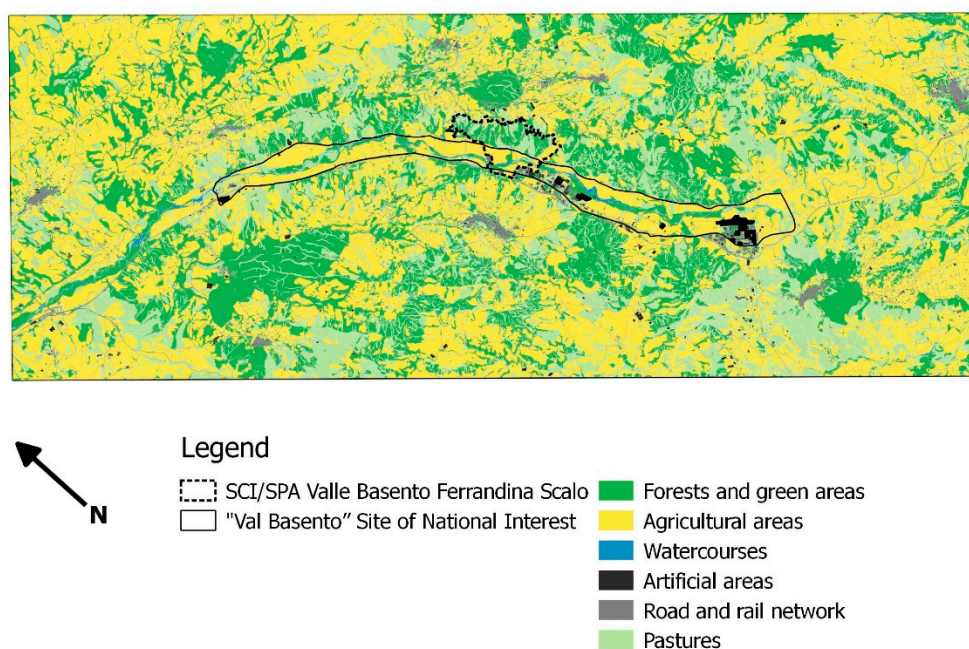 Legend
SCI/SPA Valle Basento Ferrandina Scalo
"Val Basento” Site of National Interest
N
Forests and green areas
Agricultural areas
Watercourses
Artificial areas
Road and rail network
Pastures